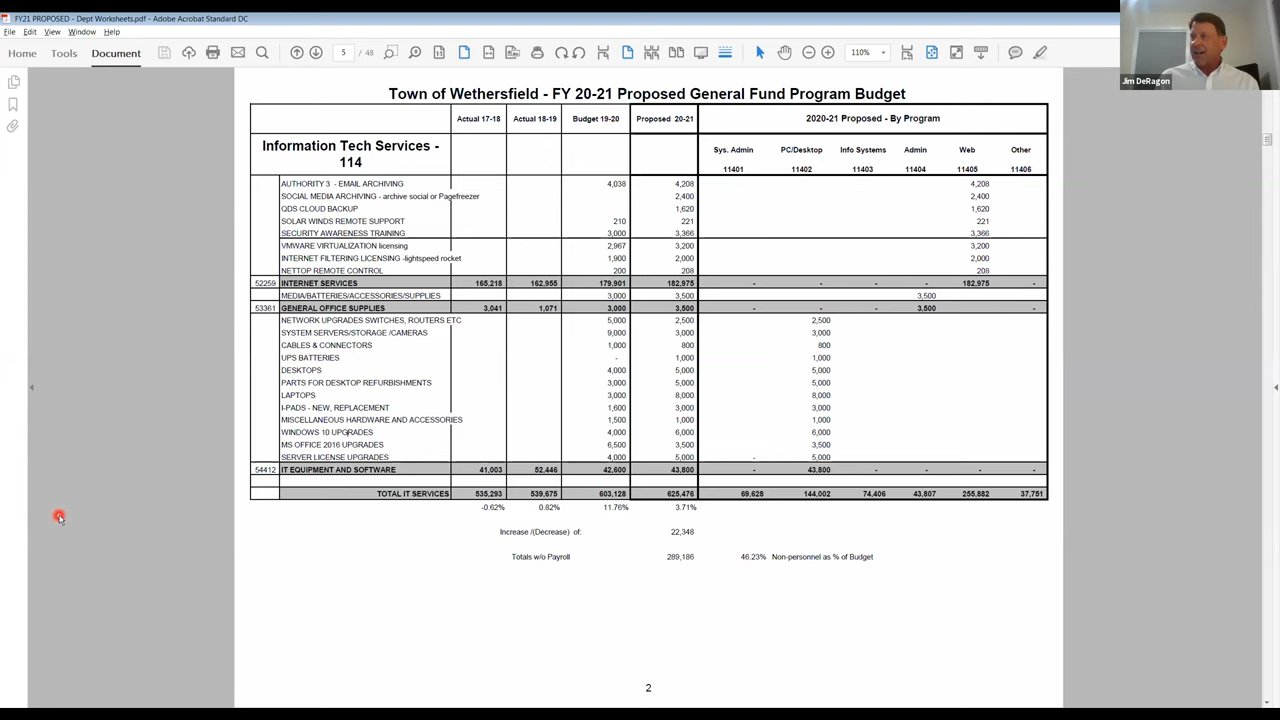 FY21 PROPOSED - Dept Worksheets.pdf - Adobe Acrobat Standard DC
File Edit View Window Help
Home Tools Document 5 / 48 110%
Jim DeRagon
Town of Wethersfield - FY 20-21 Proposed General Fund Program Budget
Actual 17-18 Actual 18-19 Budget 19-20 Proposed 20-21 2020-21 Proposed - By Program
Information Tech Services - 114
Sys. Admin PC/Desktop Info Systems Admin Web Other
11401 11402 11403 11404 11405 11406
AUTHORITY 3 - EMAIL ARCHIVING 4,038 4,208 4,208
SOCIAL MEDIA ARCHIVING - archive social or Pagefreezer 2,400 2,400
QDS CLOUD BACKUP 1,620 1,620
SOLAR WINDS REMOTE SUPPORT 210 221 221
SECURITY AWARENESS TRAINING 3,000 3,366 3,366
VMWARE VIRTUALIZATION licensing 2,967 3,200 3,200
INTERNET FILTERING LICENSING -lightspeed rocket 1,900 2,000 2,000
NETTOP REMOTE CONTROL 200 208 208
52259 INTERNET SERVICES 165,218 162,955 179,901 182,975 - - - - 182,975 -
MEDIA/BATTERIES/ACCESSORIES/SUPPLIES 3,000 3,500 3,500
53361 GENERAL OFFICE SUPPLIES 3,041 1,071 3,000 3,500 - - - 3,500 -
NETWORK UPGRADES SWITCHES, ROUTERS ETC 5,000 2,500 2,500
SYSTEM SERVERS/STORAGE /CAMERAS 9,000 3,000 3,000
CABLES & CONNECTORS 1,000 800 800
UPS BATTERIES - 1,000 1,000
DESKTOPS 4,000 5,000 5,000
PARTS FOR DESKTOP REFURBISHMENTS 3,000 5,000 5,000
LAPTOPS 3,000 8,000 8,000
I-PADS - NEW, REPLACEMENT 1,600 3,000 3,000
MISCELLANEOUS HARDWARE AND ACCESSORIES 1,500 1,000 1,000
WINDOWS 10 UPGRADES 4,000 6,000 6,000
MS OFFICE 2016 UPGRADES 6,500 3,500 3,500
SERVER LICENSE UPGRADES 4,000 5,000 - 5,000
54412 IT EQUIPMENT AND SOFTWARE 41,003 52,446 42,600 43,800 - 43,800 - - - -
TOTAL IT SERVICES 535,293 539,675 603,128 625,476 69,628 144,002 74,406 43,807 255,882 37,751
-0.62% 0.82% 11.76% 3.71%
Increase /(Decrease) of: 22,348
Totals w/o Payroll 289,186 46.23% Non-personnel as % of Budget
2